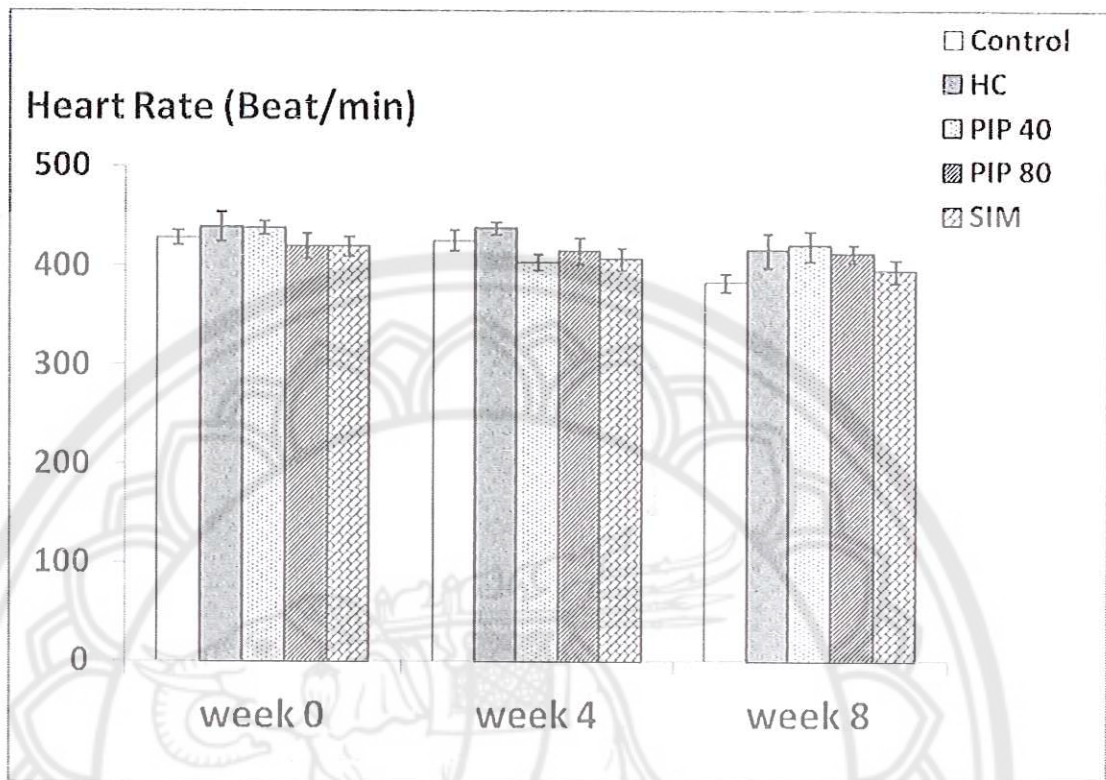 Control
HC
PIP 40
PIP 80
SIM
Heart Rate (Beat/min)
500
400
300
200
100
0
week 0
week 4
week 8